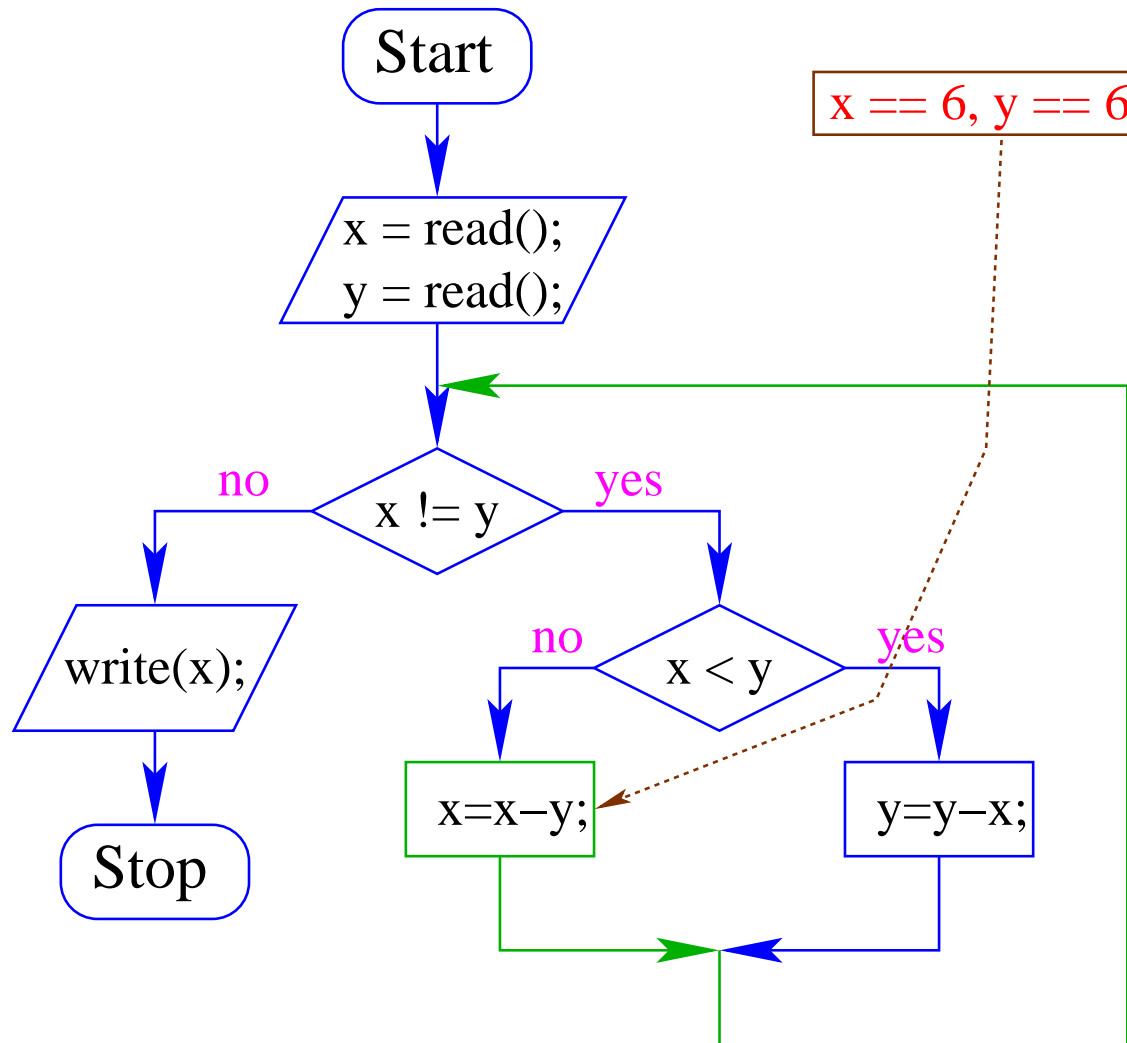 Start
x == 6, y == 6
x = read();
y = read();
no
yes
x != y
no
yes
write(x);
x < y
x=x−y;
y=y−x;
Stop